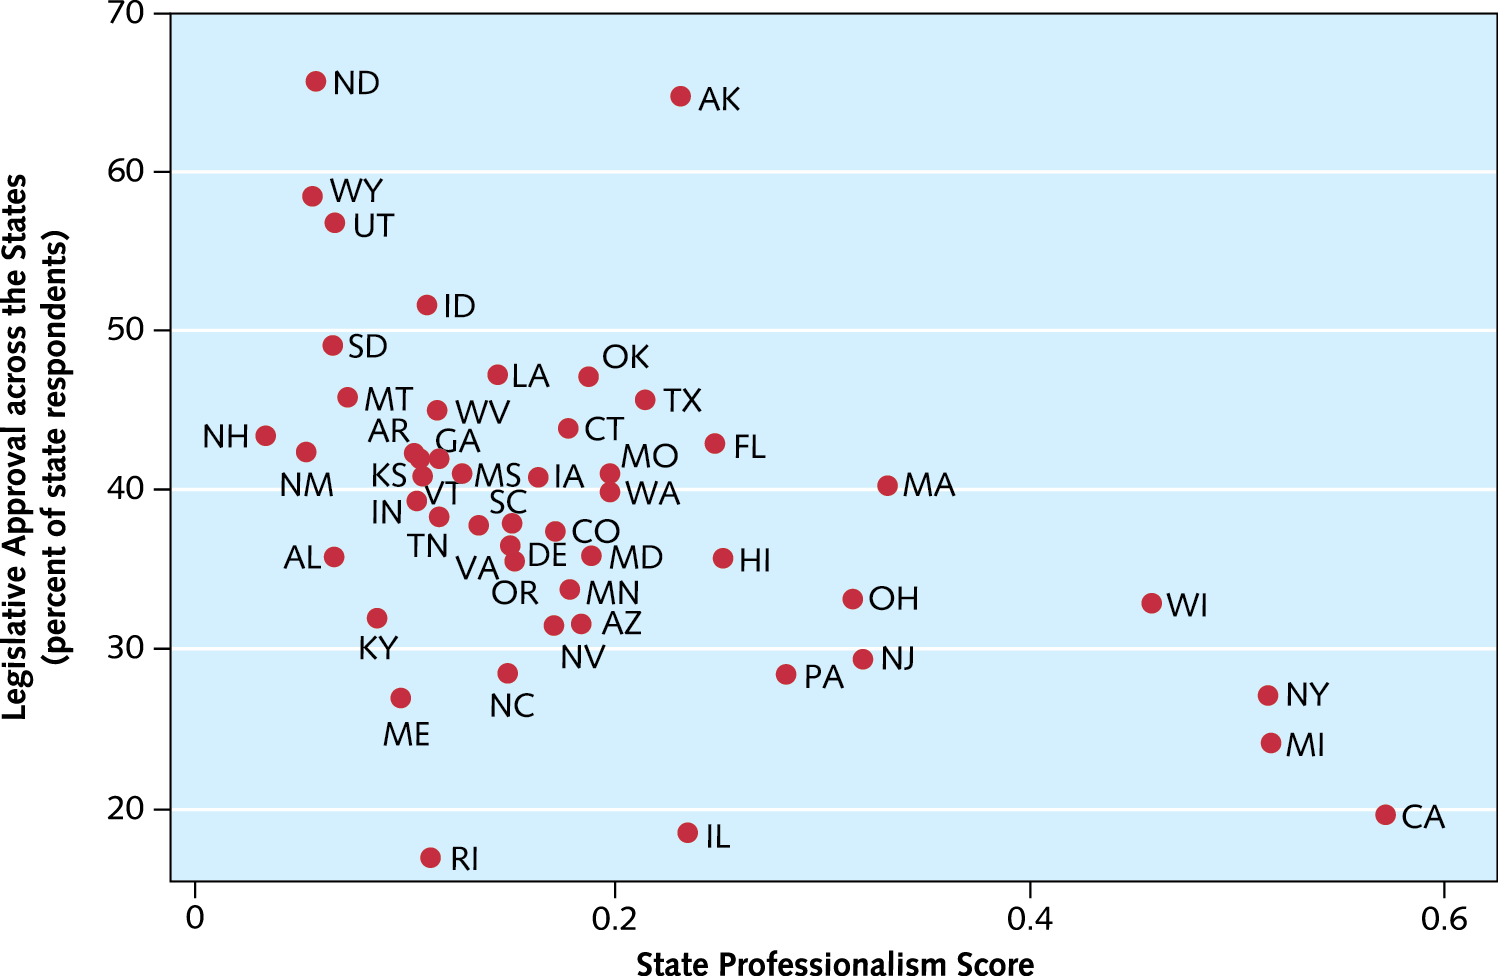 70
ND
AK
60
WY
UT
ID
50
SD
OK
LA
MT
TX
WV
AR
CT
NH
GA
FL
MO
KS
MS
IA
NM
VT
WA
MA
SC
IN
40
CO
TN
DE
AL
MD
HI
VA
OR
MN
OH
WI
AZ
KY
NV
30
NJ
PA
NC
NY
ME
MI
20
CA
IL
RI
0
0.2
0.4
0.6
Legislative Approval across the States
(percent of state respondents)
State Professionalism Score